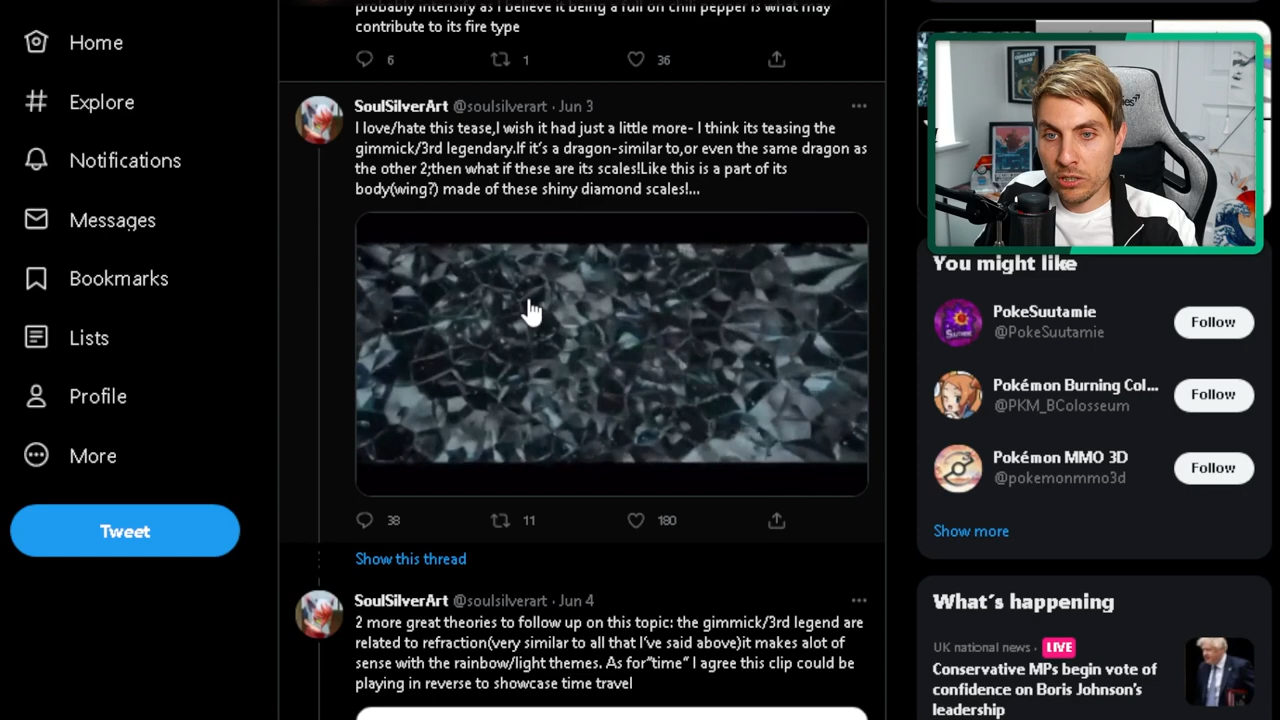 Home
Explore
Notifications
Messages
Bookmarks
Lists
Profile
More
Tweet
probably intensify as I believe it being a full on chili pepper is what may
contribute to its fire type
6 1 36
SoulSilverArt @soulsilverart · Jun 3
I love/hate this tease,I wish it had just a little more- I think its teasing the
gimmick/3rd legendary.If it's a dragon-similar to,or even the same dragon as
the other 2;then what if these are its scales!Like this is a part of its
body(wing?) made of these shiny diamond scales!...
38 11 180
Show this thread
SoulSilverArt @soulsilverart · Jun 4
2 more great theories to follow up on this topic: the gimmick/3rd legend are
related to refraction(very similar to all that I've said above)it makes alot of
sense with the rainbow/light themes. As for"time" I agree this clip could be
playing in reverse to showcase time travel
You might like
PokeSuutamie
@PokeSuutamie
Follow
Pokémon Burning Col...
@PKM_BColosseum
Follow
Pokémon MMO 3D
@pokemonmmo3d
Follow
Show more
What's happening
UK national news · LIVE
Conservative MPs begin vote of
confidence on Boris Johnson's
leadership